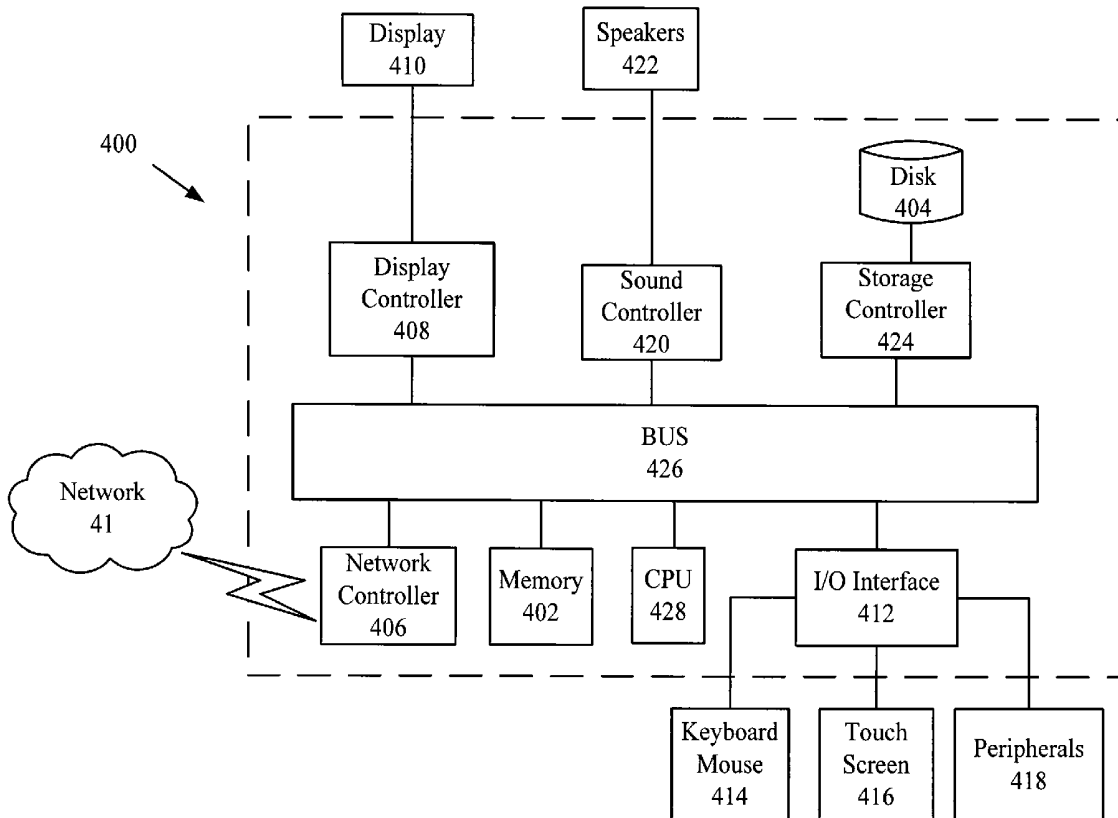 Display
410
Speakers
422
400
Disk
404
Display
Controller
408
Sound
Controller
420
Storage
Controller
424
BUS
426
Network
41
Network
Controller
406
Memory
402
CPU
428
I/O Interface
412
Keyboard
Mouse
414
Touch
Screen
416
Peripherals
418